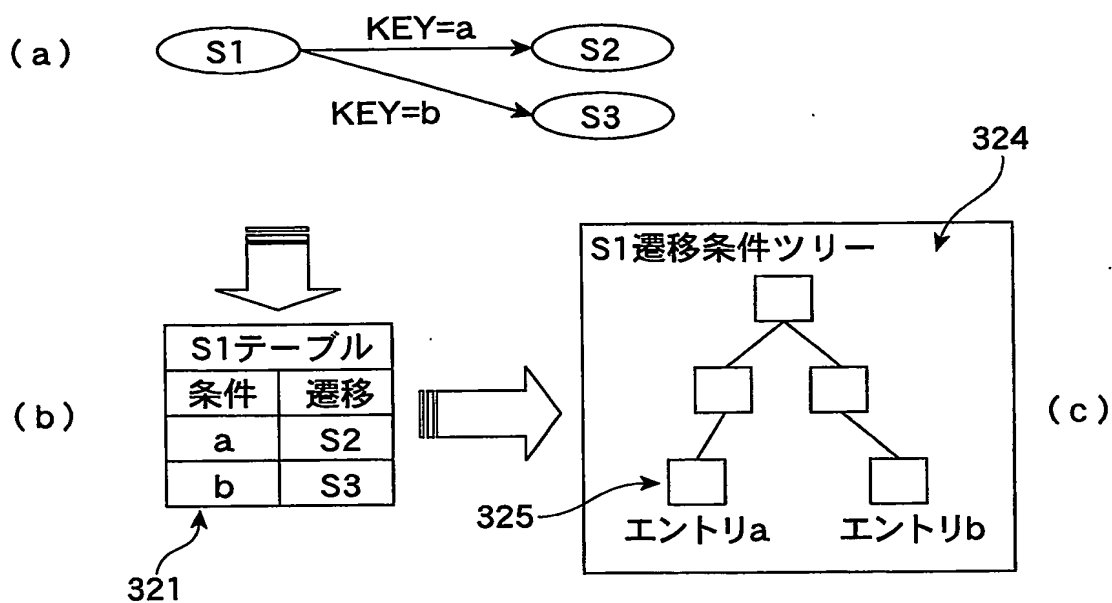 (a)
S1
KEY=a
S2
KEY=b
S3
324
S1遷移条件ツリー
S1テーブル
条件 遷移
(b)
a S2
b S3
(c)
325
エントリa エントリb
321